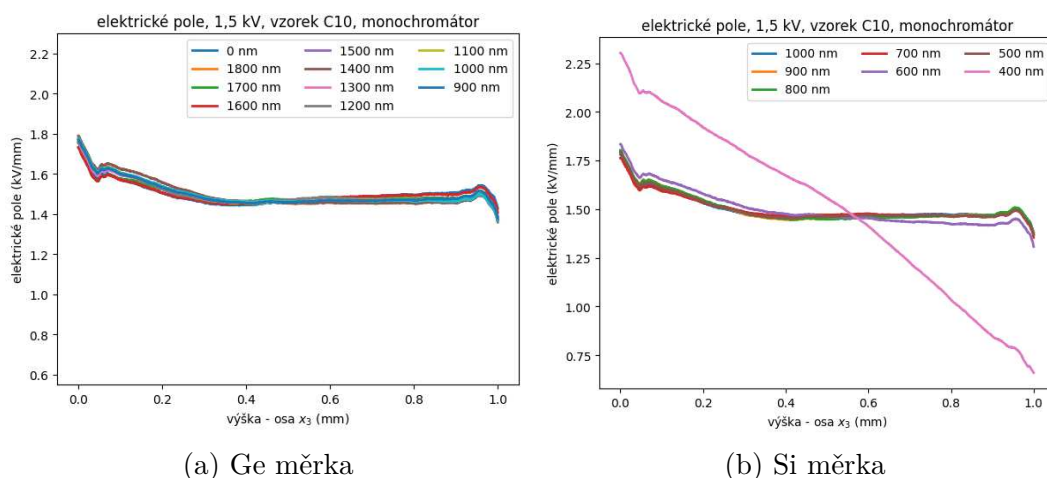 elektrické pole, 1,5 kV, vzorek C10, monochromátor
0 nm 1500 nm 1100 nm
1800 nm 1400 nm 1000 nm
1700 nm 1300 nm 900 nm
1600 nm 1200 nm
elektrické pole (kV/mm)
2.2
2.0
1.8
1.6
1.4
1.2
1.0
0.8
0.6
0.0 0.2 0.4 0.6 0.8 1.0
výška - osa x₃ (mm)
(a) Ge měrka
elektrické pole, 1,5 kV, vzorek C10, monochromátor
1000 nm 700 nm 500 nm
900 nm 600 nm 400 nm
800 nm
elektrické pole (kV/mm)
2.25
2.00
1.75
1.50
1.25
1.00
0.75
0.0 0.2 0.4 0.6 0.8 1.0
výška - osa x₃ (mm)
(b) Si měrka